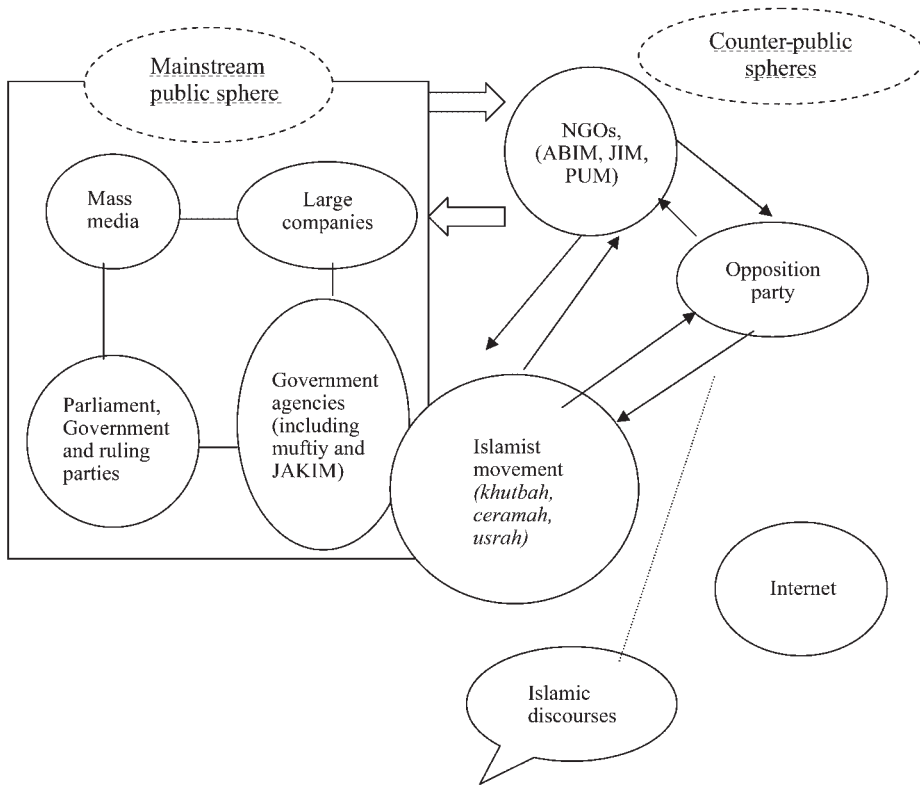 Mainstream
public sphere
Counter-public
spheres
NGOs,
(ABIM, JIM,
PUM)
Mass
media
Large
companies
Opposition
party
Parliament,
Government
and ruling
parties
Government
agencies
(including
muftiy and
JAKIM)
Islamist
movement
(khutbah,
ceramah,
usrah)
Internet
Islamic
discourses